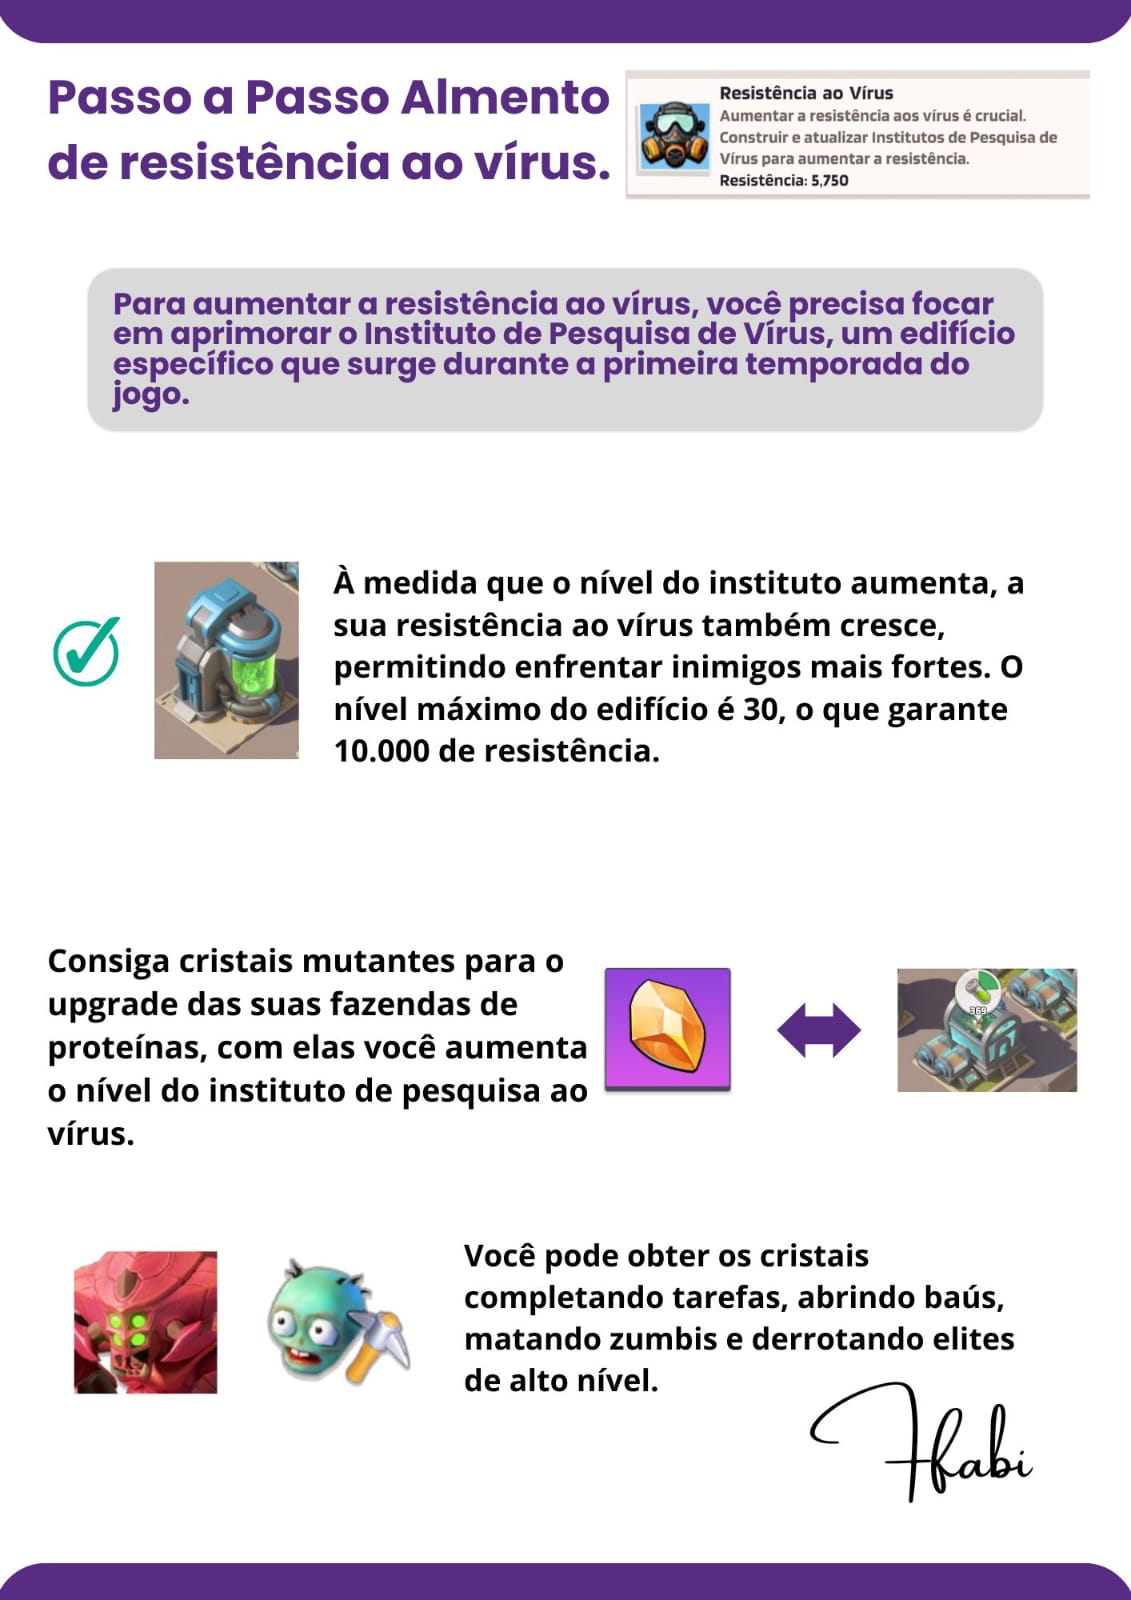 Passo a Passo Almento
de resistência ao vírus.
Resistência ao Vírus
Aumentar a resistência aos vírus é crucial.
Construir e atualizar Institutos de Pesquisa de
Vírus para aumentar a resistência.
Resistência: 5,750
Para aumentar a resistência ao vírus, você precisa focar
em aprimorar o Instituto de Pesquisa de Vírus, um edifício
específico que surge durante a primeira temporada do
jogo.
À medida que o nível do instituto aumenta, a
sua resistência ao vírus também cresce,
permitindo enfrentar inimigos mais fortes. O
nível máximo do edifício é 30, o que garante
10.000 de resistência.
Consiga cristais mutantes para o
upgrade das suas fazendas de
proteínas, com elas você aumenta
o nível do instituto de pesquisa ao
vírus.
369
Você pode obter os cristais
completando tarefas, abrindo baús,
matando zumbis e derrotando elites
de alto nível.